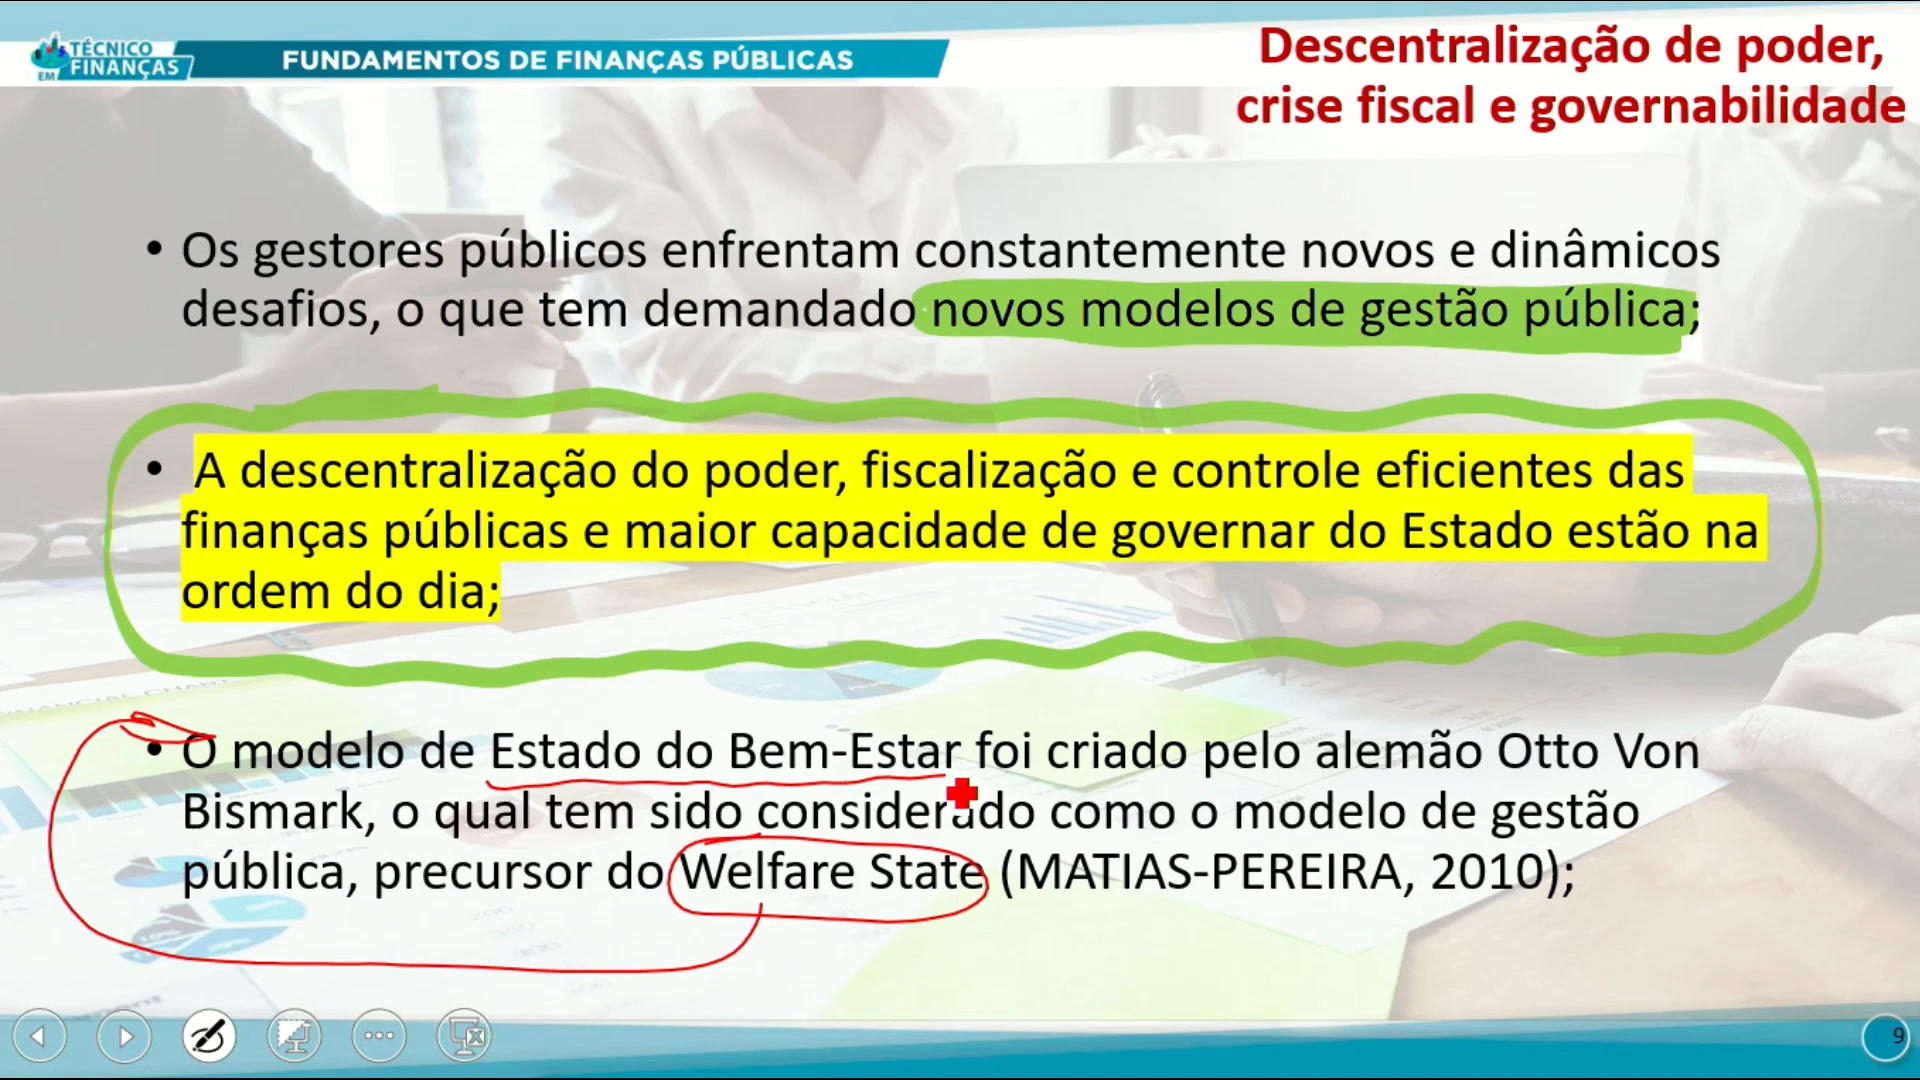 TÉCNICO
EM FINANÇAS
FUNDAMENTOS DE FINANÇAS PÚBLICAS
Descentralização de poder,
crise fiscal e governabilidade
• Os gestores públicos enfrentam constantemente novos e dinâmicos
desafios, o que tem demandado novos modelos de gestão pública;
• A descentralização do poder, fiscalização e controle eficientes das
finanças públicas e maior capacidade de governar do Estado estão na
ordem do dia;
• O modelo de Estado do Bem-Estar foi criado pelo alemão Otto Von
Bismark, o qual tem sido considerado como o modelo de gestão
pública, precursor do Welfare State (MATIAS-PEREIRA, 2010);
9